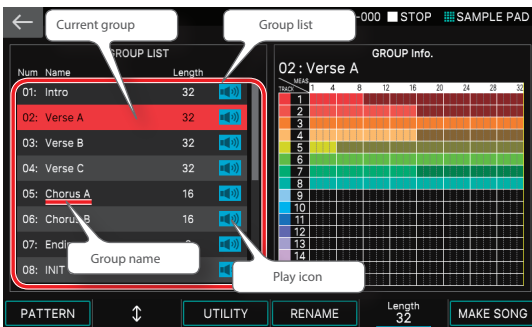 Current group
Group list
-000 STOP SAMPLE PAD
GROUP LIST
Num Name Length
01: Intro 32
02: Verse A 32
03: Verse B 32
04: Verse C 32
05: Chorus A 16
06: Chorus B 16
07:
08: INIT
Group name
Play icon
GROUP Info.
02: Verse A
MEAS
TRACK 1 4 8 12 16 20 24 28 32
1
2
3
4
5
6
7
8
9
10
11
12
13
14
PATTERN UTILITY RENAME Length 32 MAKE SONG